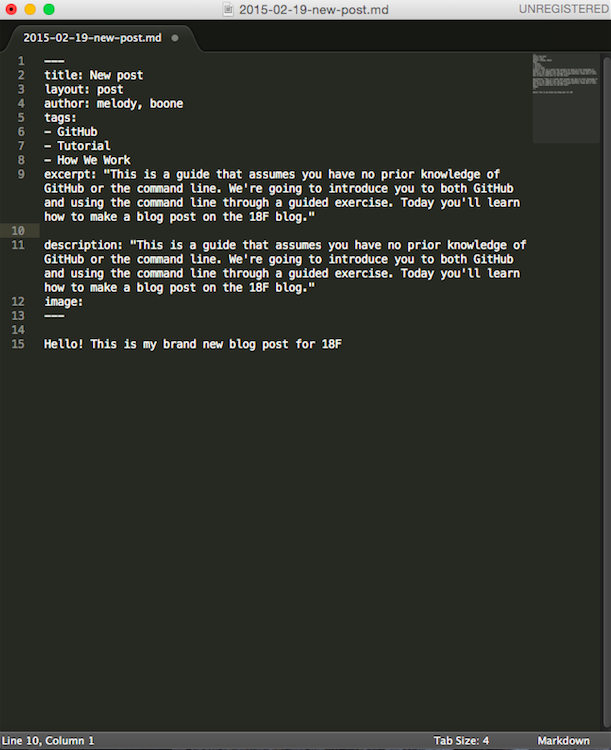 2015-02-19-new-post.md
UNREGISTERED
2015-02-19-new-post.md
1 ---
2 title: New post
3 layout: post
4 author: melody, boone
5 tags:
6 - GitHub
7 - Tutorial
8 - How We Work
9 excerpt: "This is a guide that assumes you have no prior knowledge of
GitHub or the command line. We're going to introduce you to both GitHub
and using the command line through a guided exercise. Today you'll learn
how to make a blog post on the 18F blog."
10
11 description: "This is a guide that assumes you have no prior knowledge of
GitHub or the command line. We're going to introduce you to both GitHub
and using the command line through a guided exercise. Today you'll learn
how to make a blog post on the 18F blog."
12 image:
13 ---
14
15 Hello! This is my brand new blog post for 18F
Line 10, Column 1
Tab Size: 4
Markdown